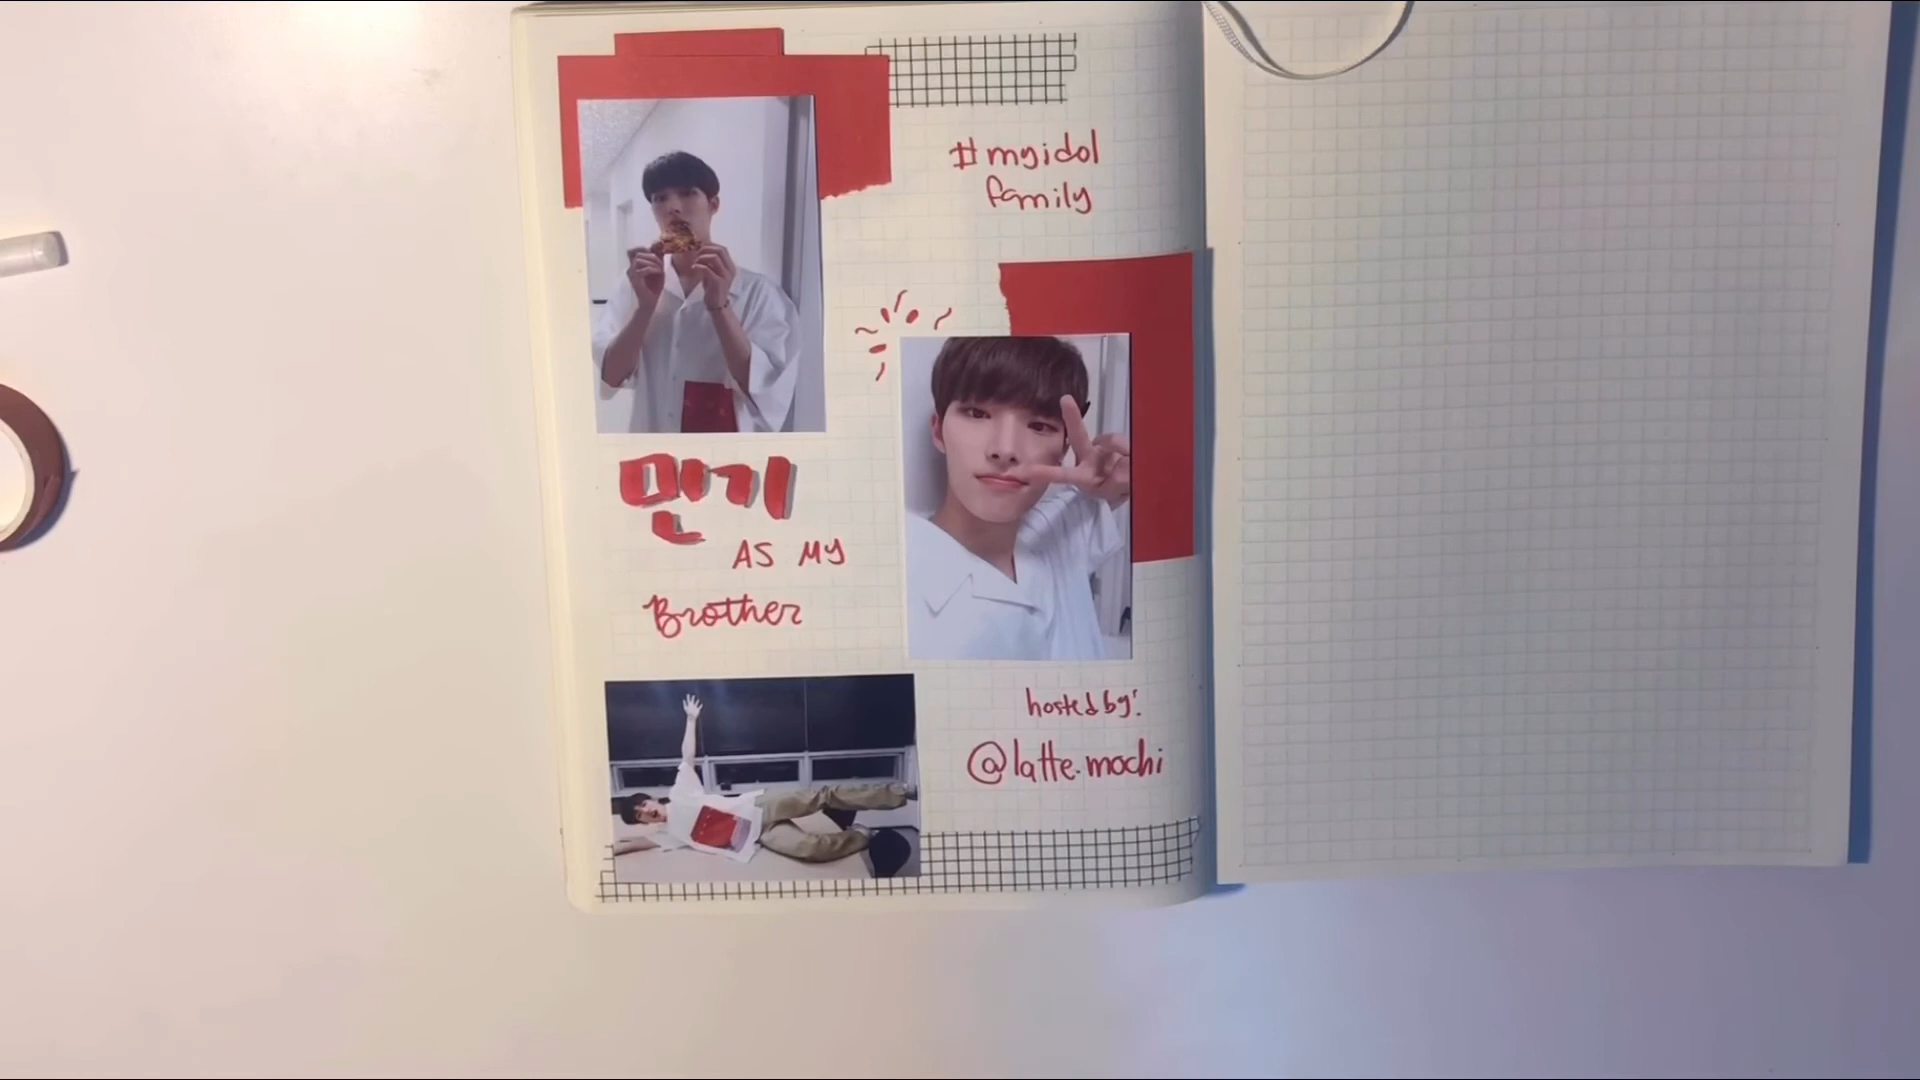 #myidol
family
민기
AS MY
Brother
hosted by:
@latte.mochi